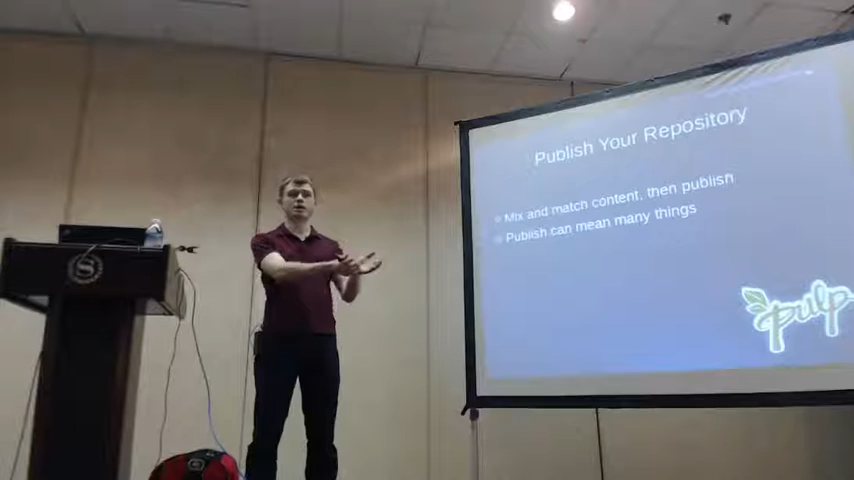 Publish Your Repository
Mix and match content, then publish
Publish can mean many things
pulp